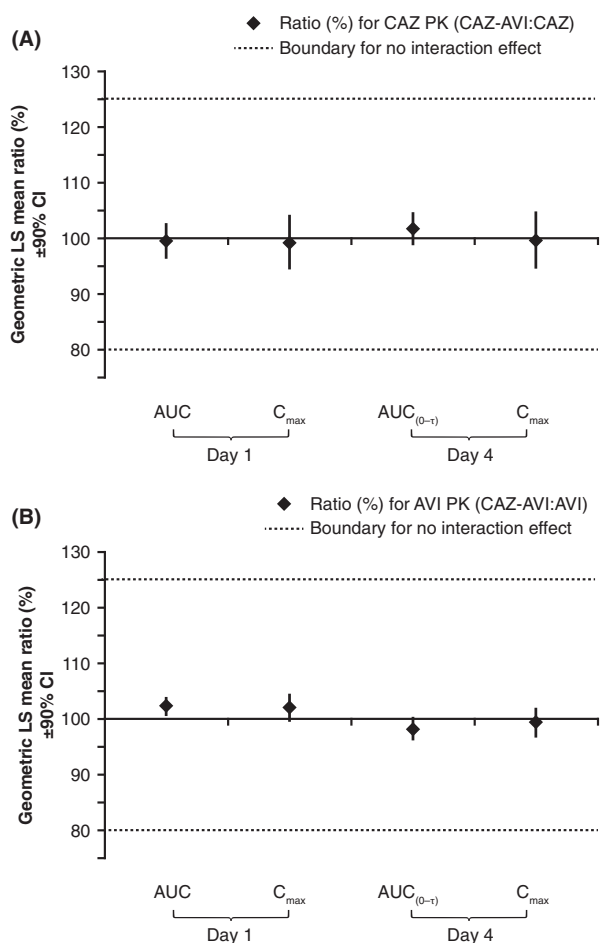 (A)
Ratio (%) for CAZ PK (CAZ-AVI:CAZ)
Boundary for no interaction effect
Geometric LS mean ratio (%)
±90% CI
130
125
110
100
90
80
AUC Cmax AUC(0–τ) Cmax
Day 1 Day 4
(B)
Ratio (%) for AVI PK (CAZ-AVI:AVI)
Boundary for no interaction effect
Geometric LS mean ratio (%)
±90% CI
130
120
110
100
90
80
AUC Cmax AUC(0–τ) Cmax
Day 1 Day 4